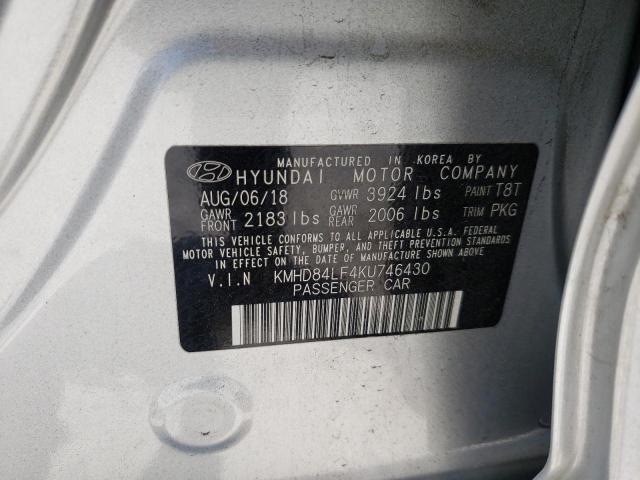 MANUFACTURED IN KOREA BY
HYUNDAI MOTOR COMPANY
AUG/06/18 GVWR 3924 lbs PAINT T8T
GAWR FRONT 2183 lbs GAWR REAR 2006 lbs TRIM PKG
THIS VEHICLE CONFORMS TO ALL APPLICABLE U.S.A. FEDERAL
MOTOR VEHICLE SAFETY, BUMPER, AND THEFT PREVENTION STANDARDS
IN EFFECT ON THE DATE OF MANUFACTURE SHOWN ABOVE.
V.I.N KMHD84LF4KU746430
PASSENGER CAR